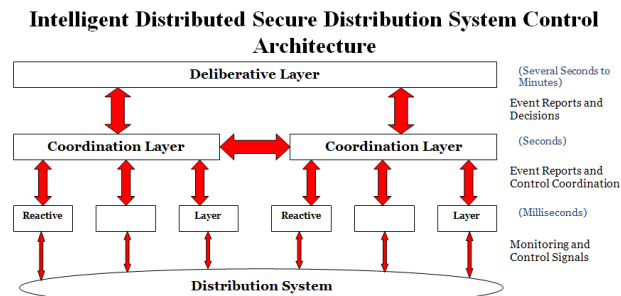 Intelligent Distributed Secure Distribution System Control
Architecture
Deliberative Layer
(Several Seconds to
Minutes)
Event Reports and
Decisions
Coordination Layer
Coordination Layer
(Seconds)
Event Reports and
Control Coordination
Reactive
Layer
Reactive
Layer
(Milliseconds)
Monitoring and
Control Signals
Distribution System